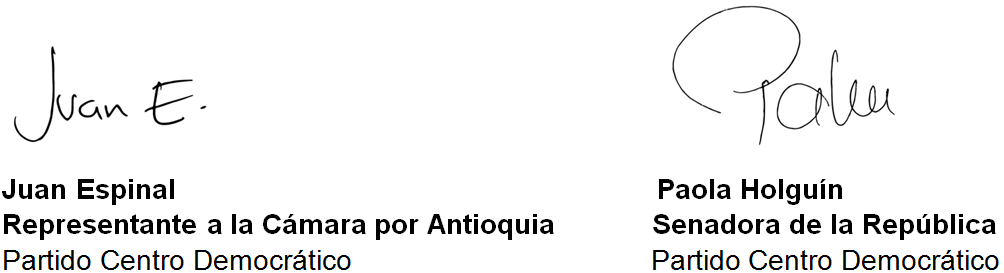 Juan E.
Juan Espinal
Representante a la Cámara por Antioquia
Partido Centro Democrático
Paola Holguín
Senadora de la República
Partido Centro Democrático